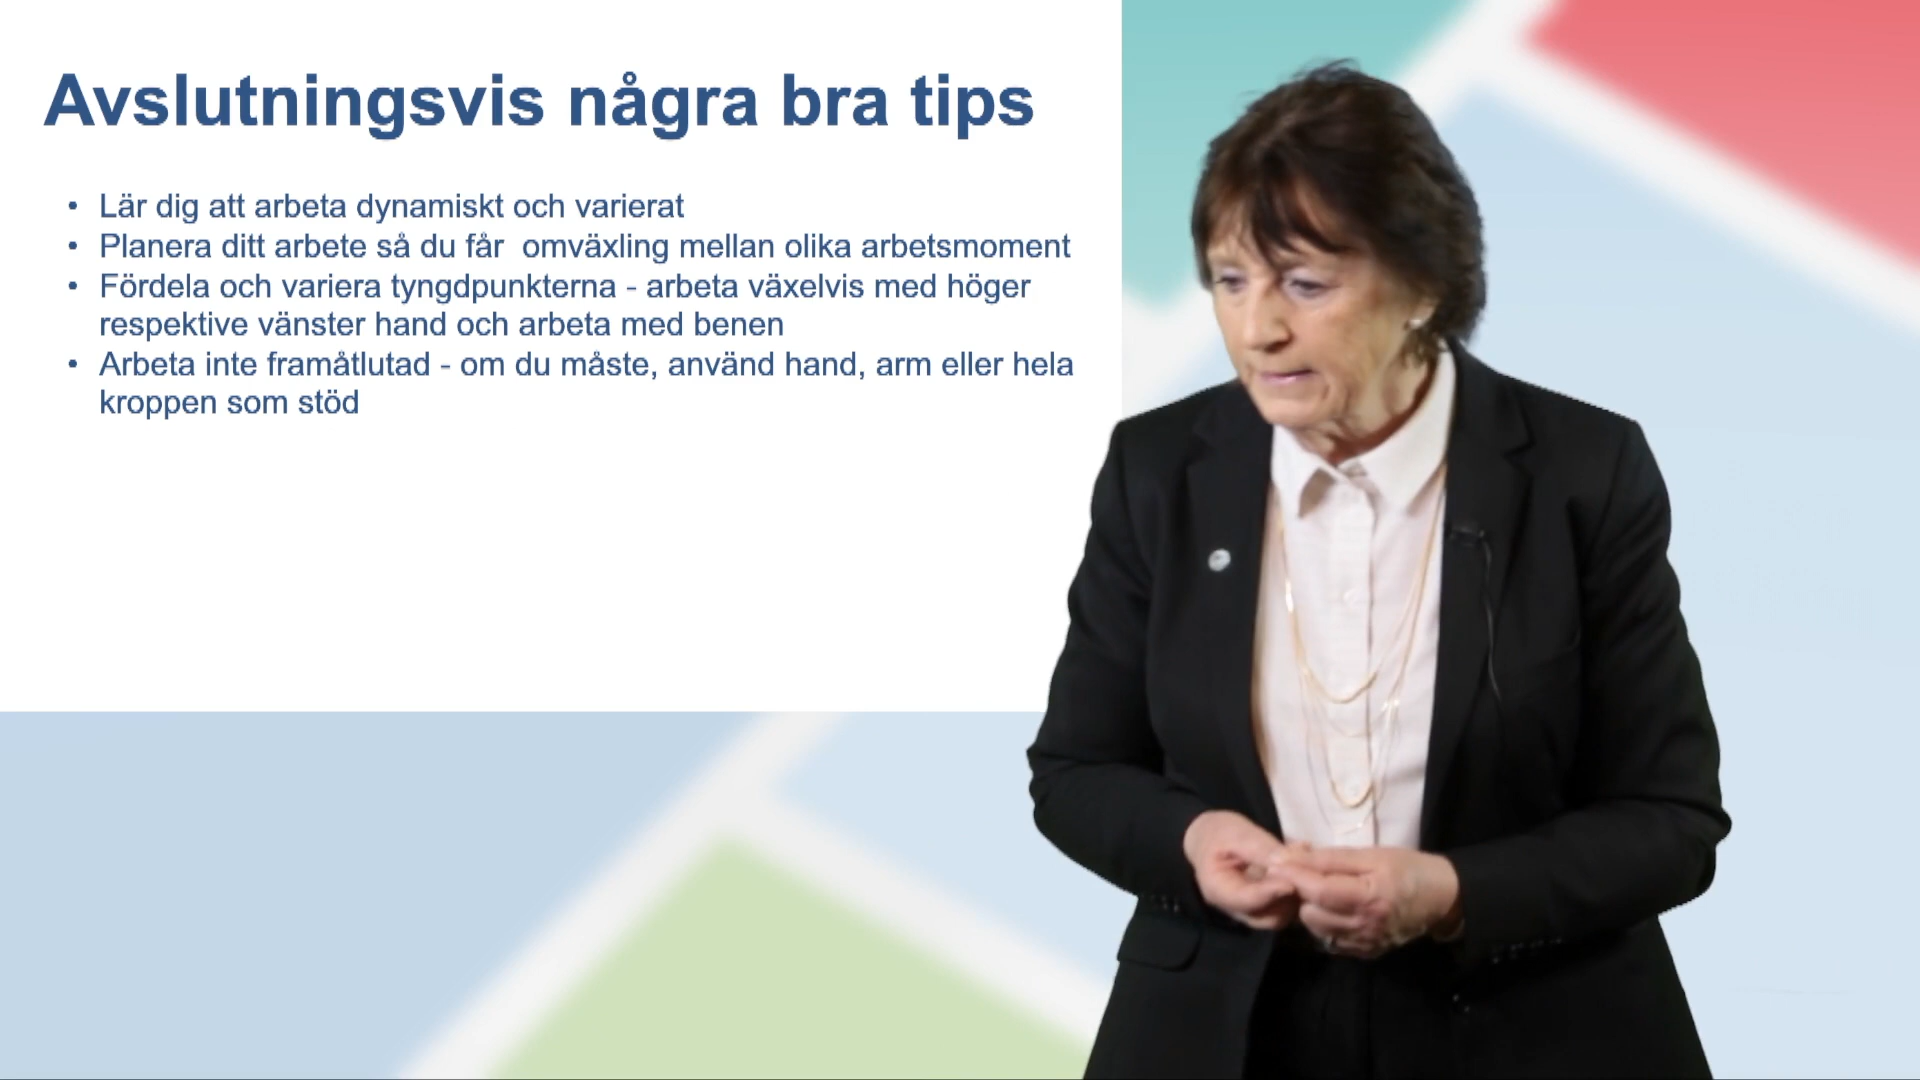 Avslutningsvis några bra tips
• Lär dig att arbeta dynamiskt och varierat
• Planera ditt arbete så du får  omväxling mellan olika arbetsmoment
• Fördela och variera tyngdpunkterna - arbeta växelvis med höger
respektive vänster hand och arbeta med benen
• Arbeta inte framåtlutad - om du måste, använd hand, arm eller hela
kroppen som stöd